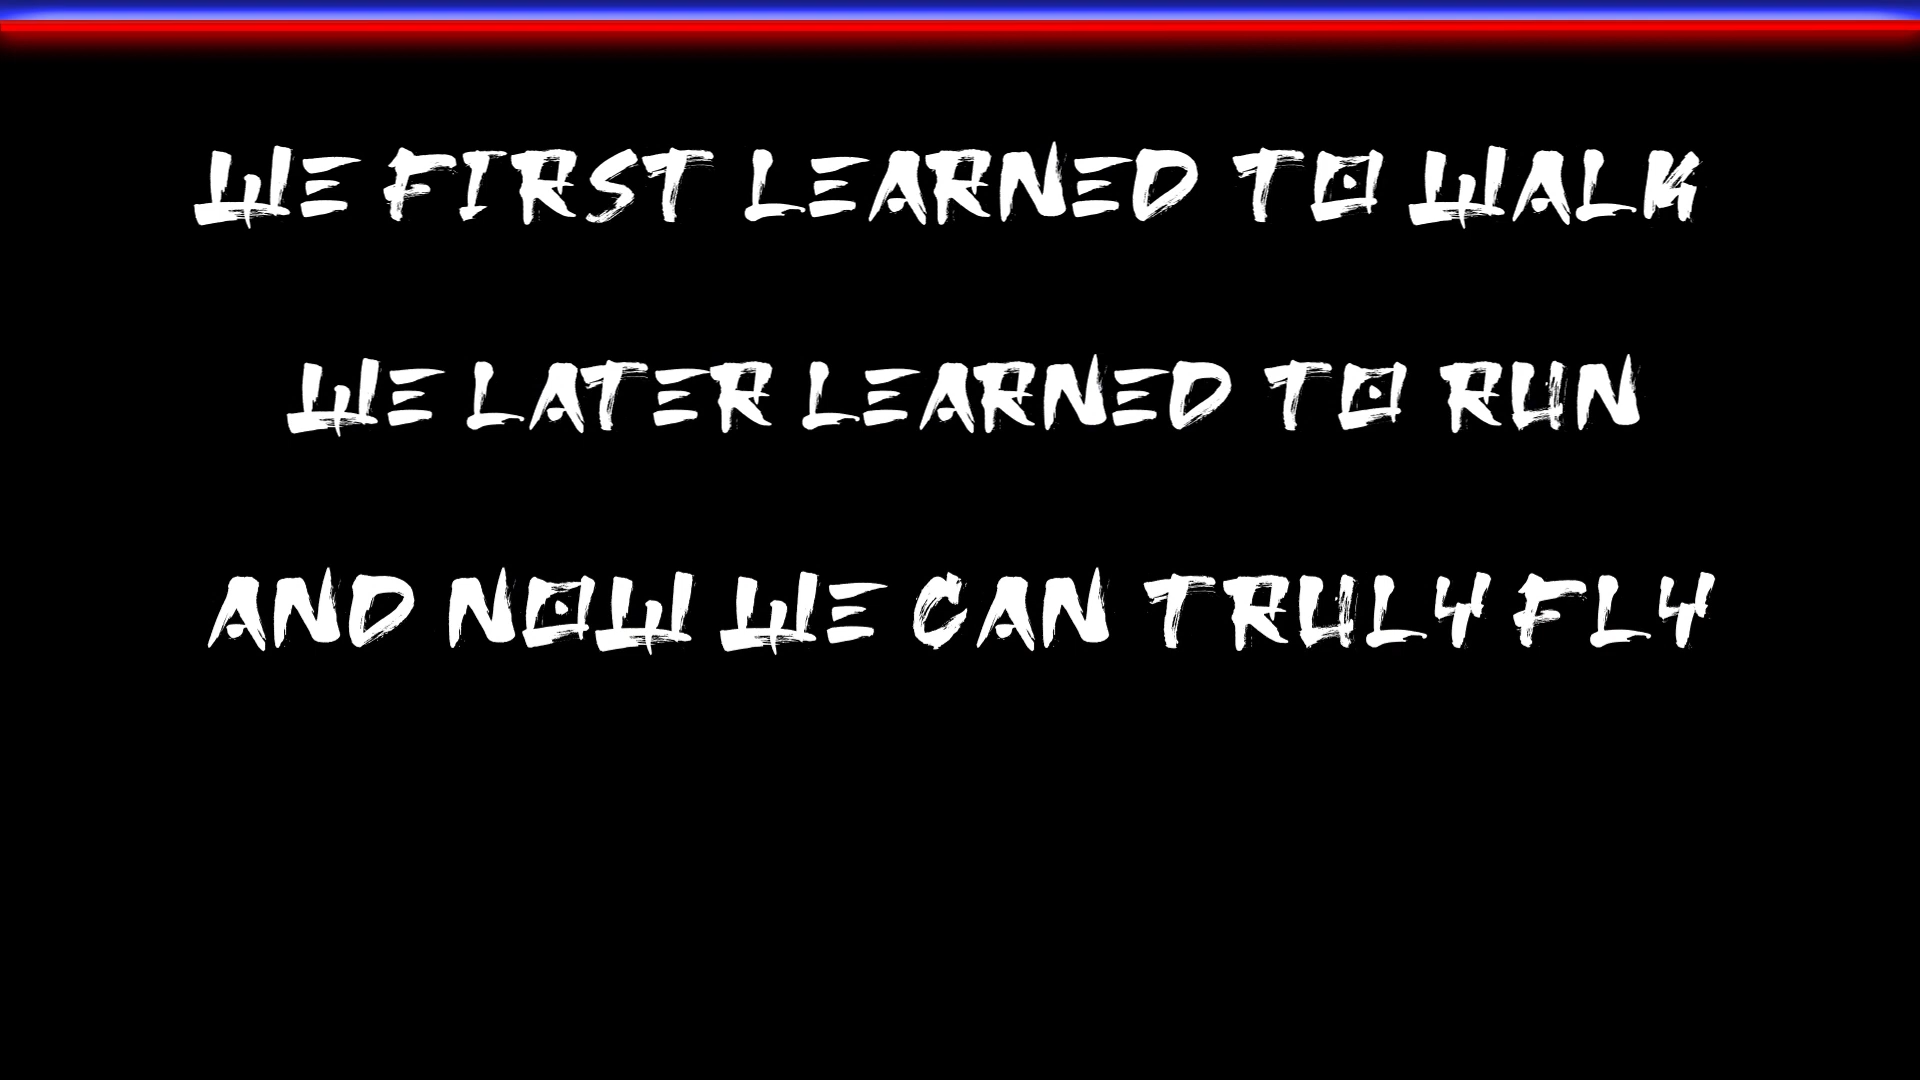 WE FIRST LEARNED TO WALK
WE LATER LEARNED TO RUN
AND NOW WE CAN TRULY FLY